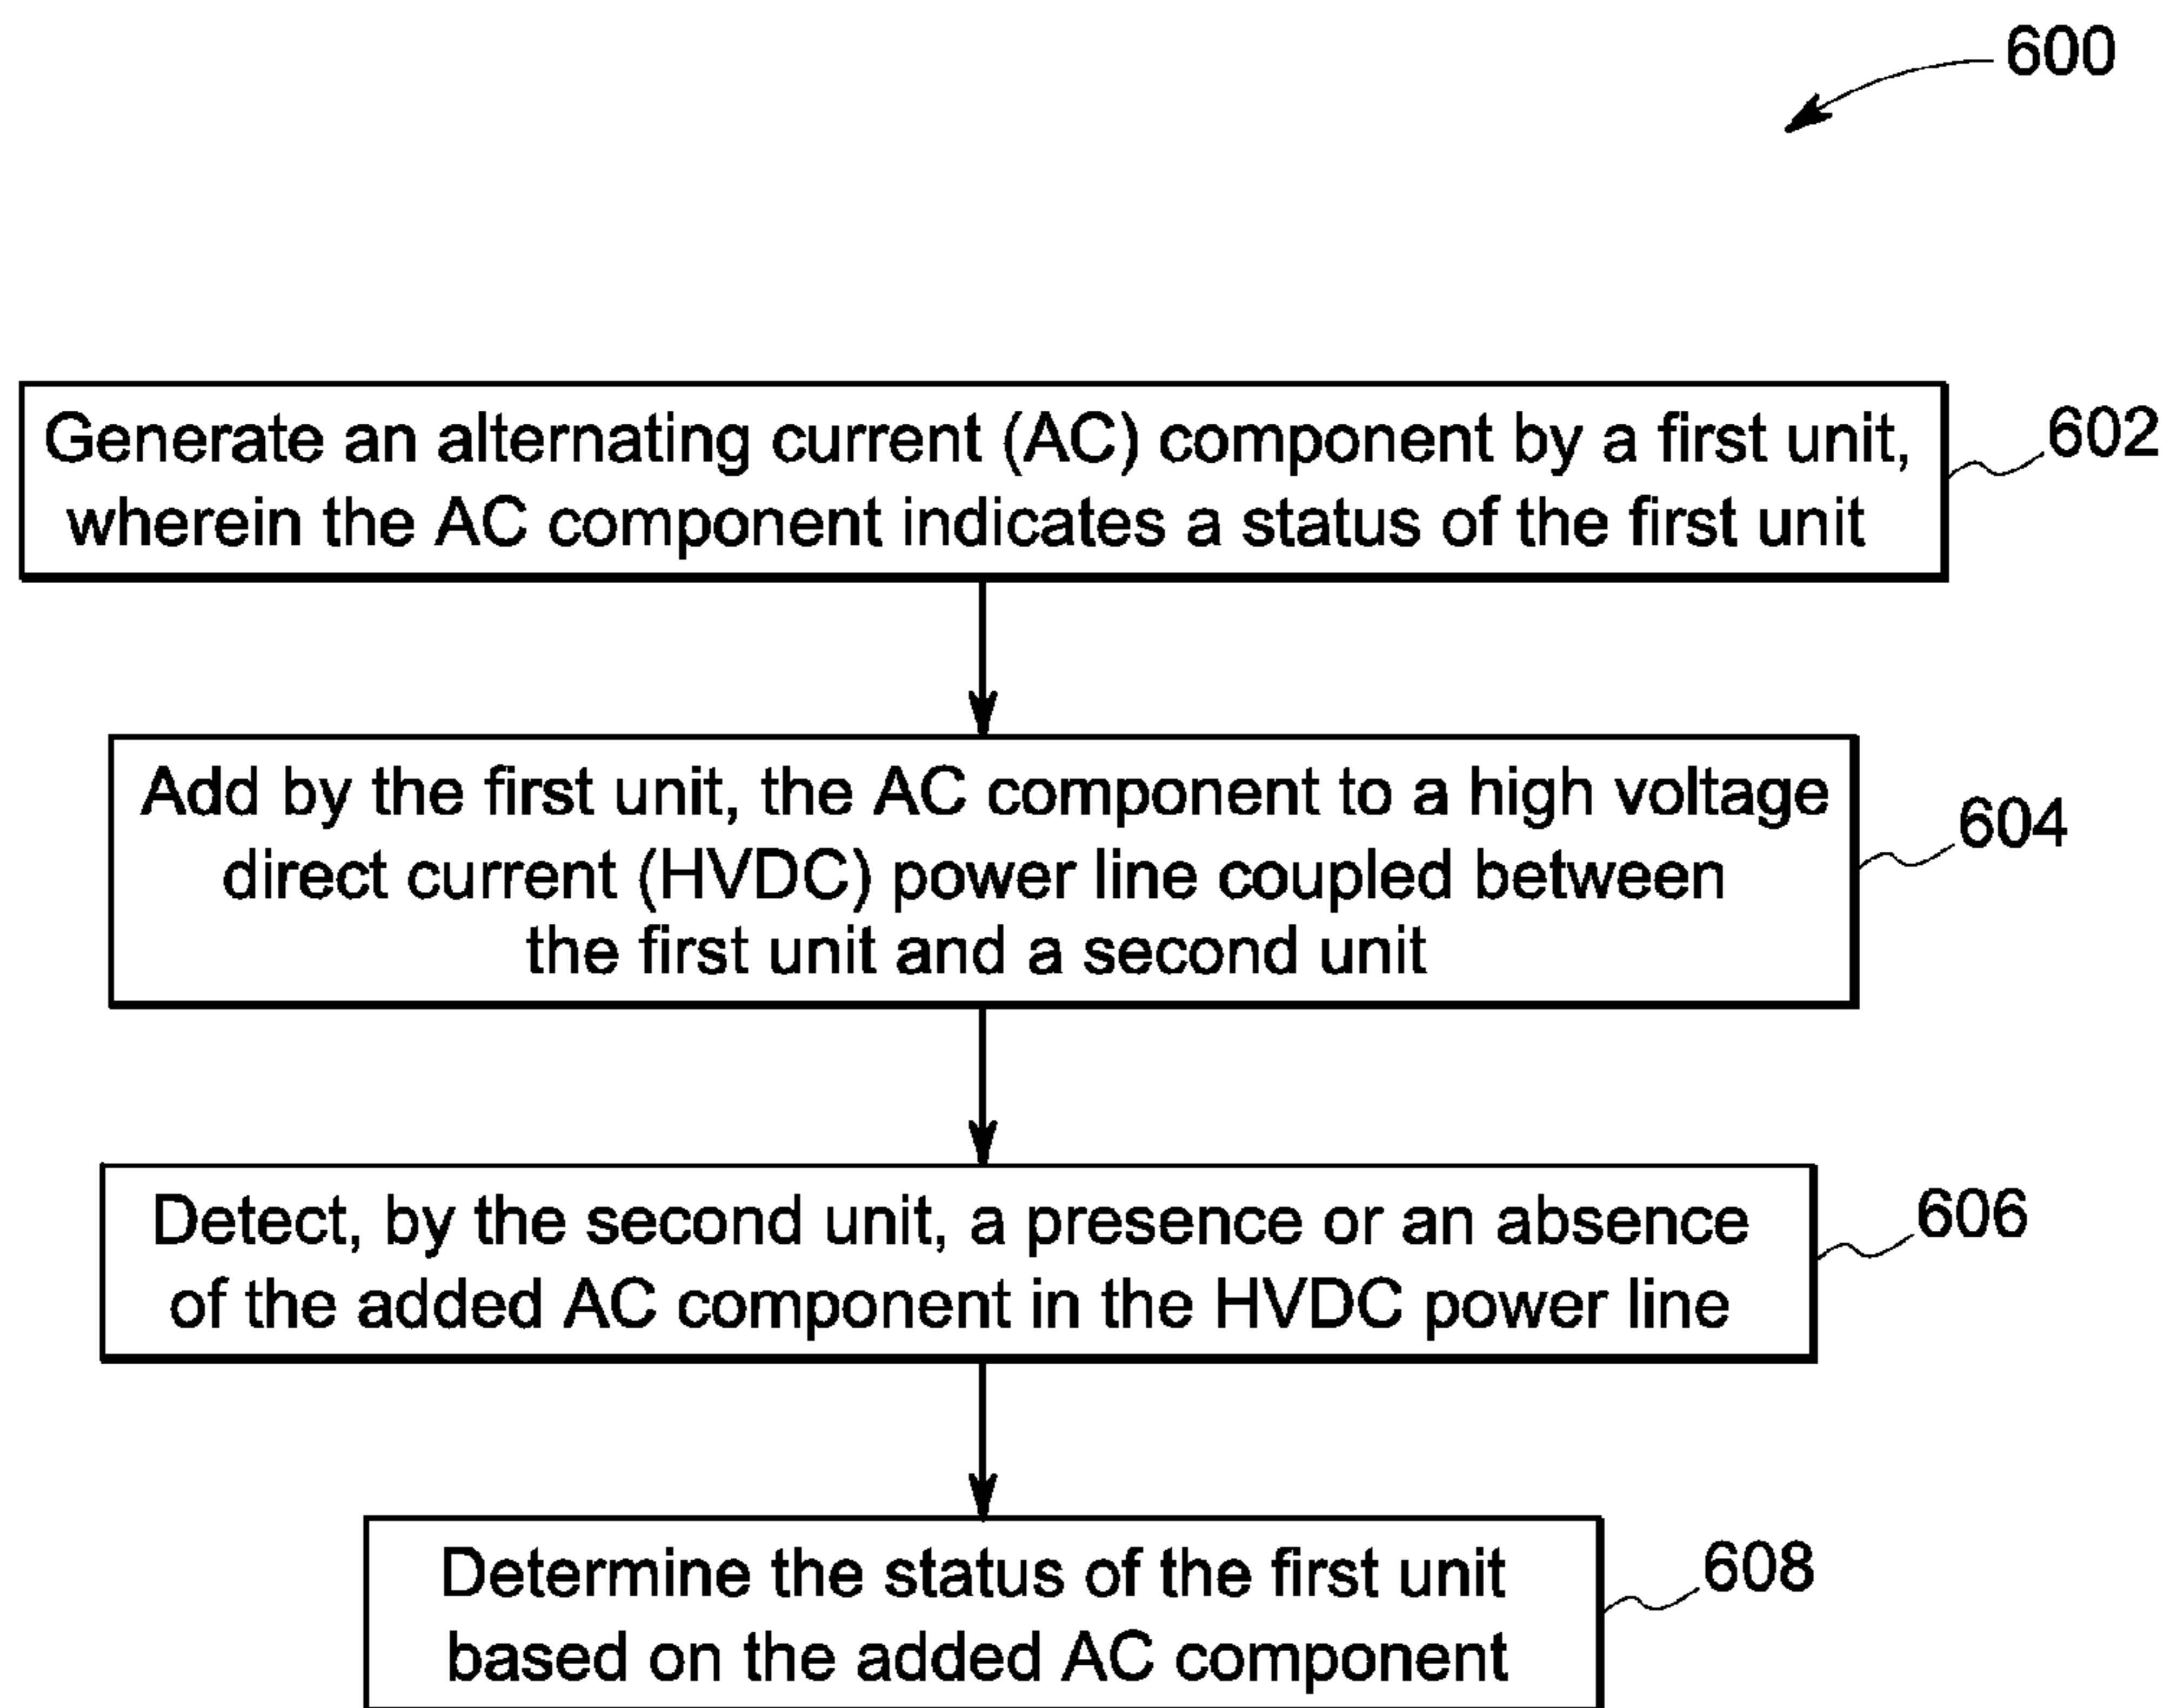 600
Generate an alternating current (AC) component by a first unit,
wherein the AC component indicates a status of the first unit
602
Add by the first unit, the AC component to a high voltage
direct current (HVDC) power line coupled between
the first unit and a second unit
604
Detect, by the second unit, a presence or an absence
of the added AC component in the HVDC power line
606
Determine the status of the first unit
based on the added AC component
608